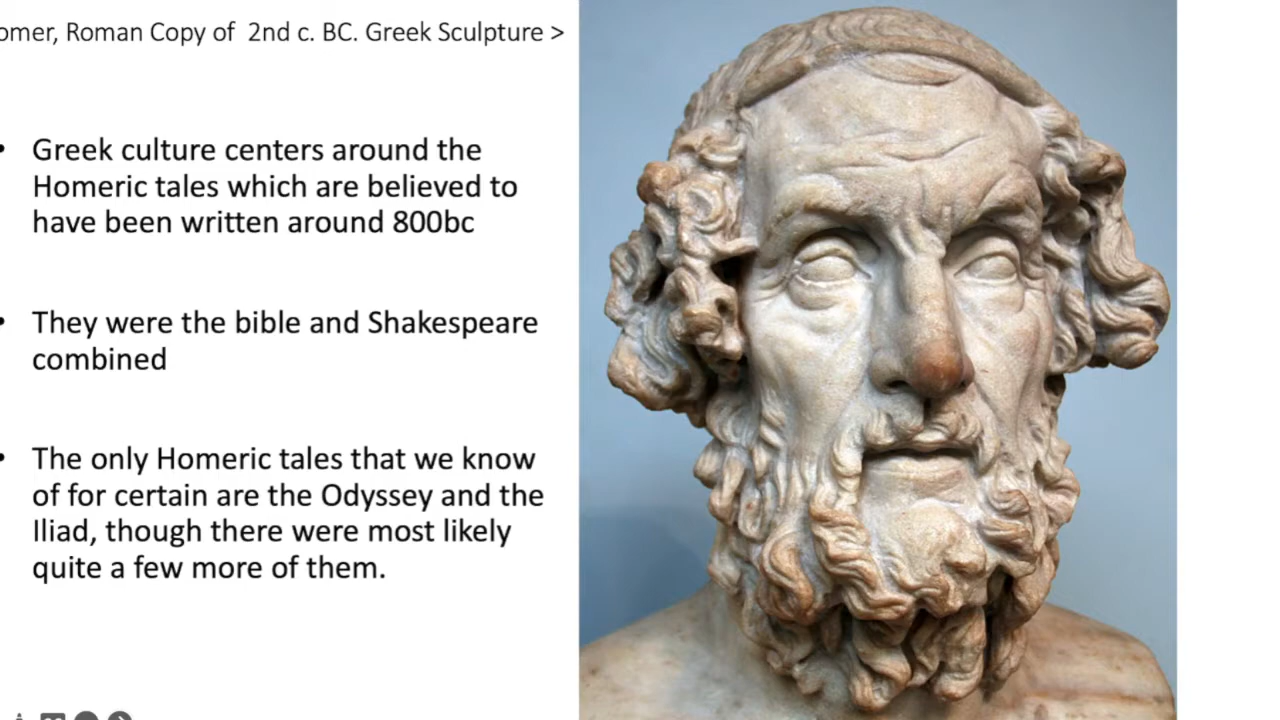 omer, Roman Copy of 2nd c. BC. Greek Sculpture >
• Greek culture centers around the
Homeric tales which are believed to
have been written around 800bc
• They were the bible and Shakespeare
combined
• The only Homeric tales that we know
of for certain are the Odyssey and the
Iliad, though there were most likely
quite a few more of them.